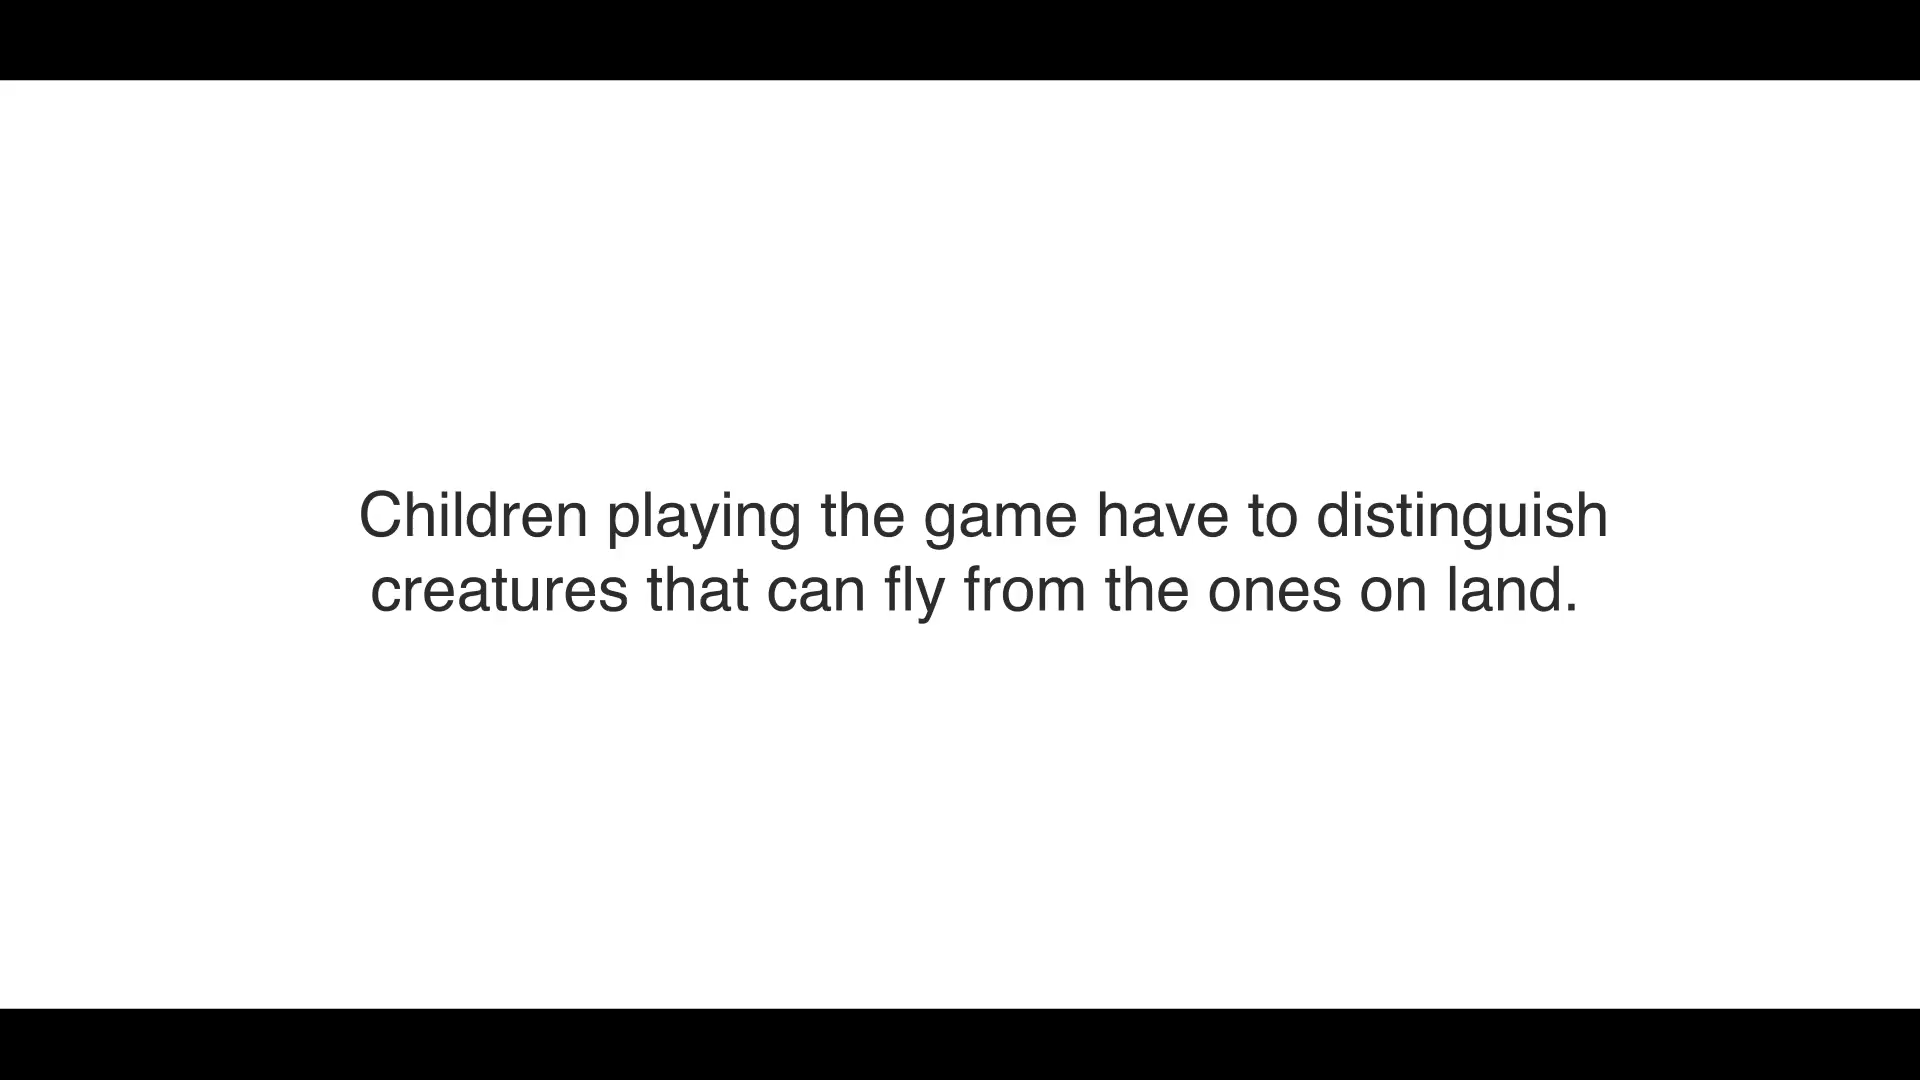 Children playing the game have to distinguish
creatures that can fly from the ones on land.